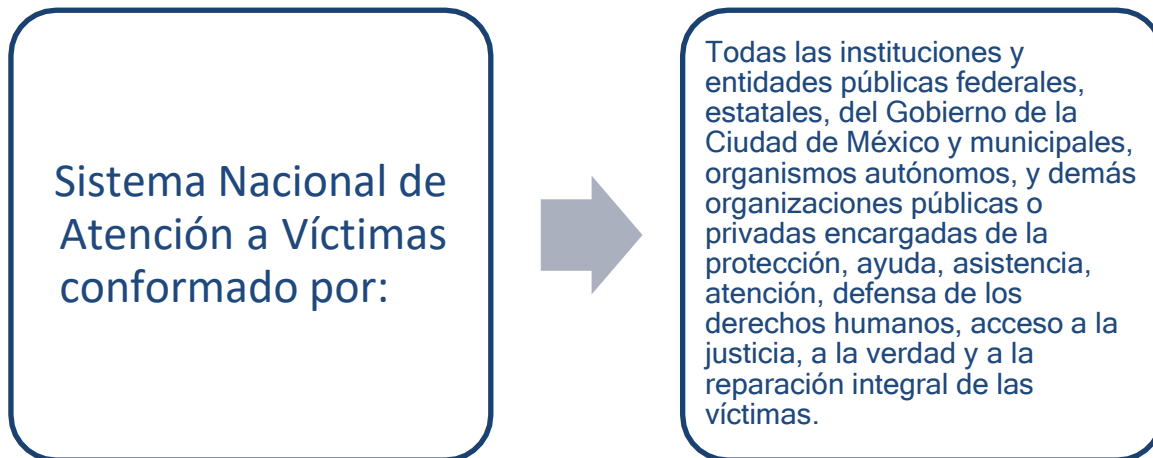 Sistema Nacional de
Atención a Víctimas
conformado por:
Todas las instituciones y
entidades públicas federales,
estatales, del Gobierno de la
Ciudad de México y municipales,
organismos autónomos, y demás
organizaciones públicas o
privadas encargadas de la
protección, ayuda, asistencia,
atención, defensa de los
derechos humanos, acceso a la
justicia, a la verdad y a la
reparación integral de las
víctimas.